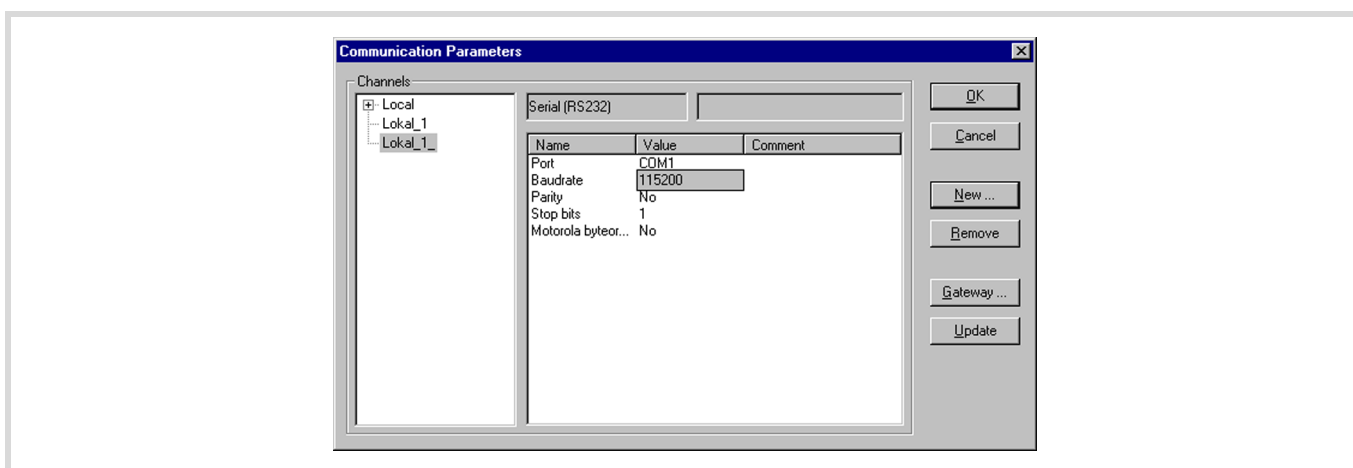 Communication Parameters
Channels
Local
Lokal_1
Lokal_1_
Serial (RS232)
Name Value Comment
Port COM1
Baudrate 115200
Parity No
Stop bits 1
Motorola byteor... No
OK
Cancel
New ...
Remove
Gateway ...
Update